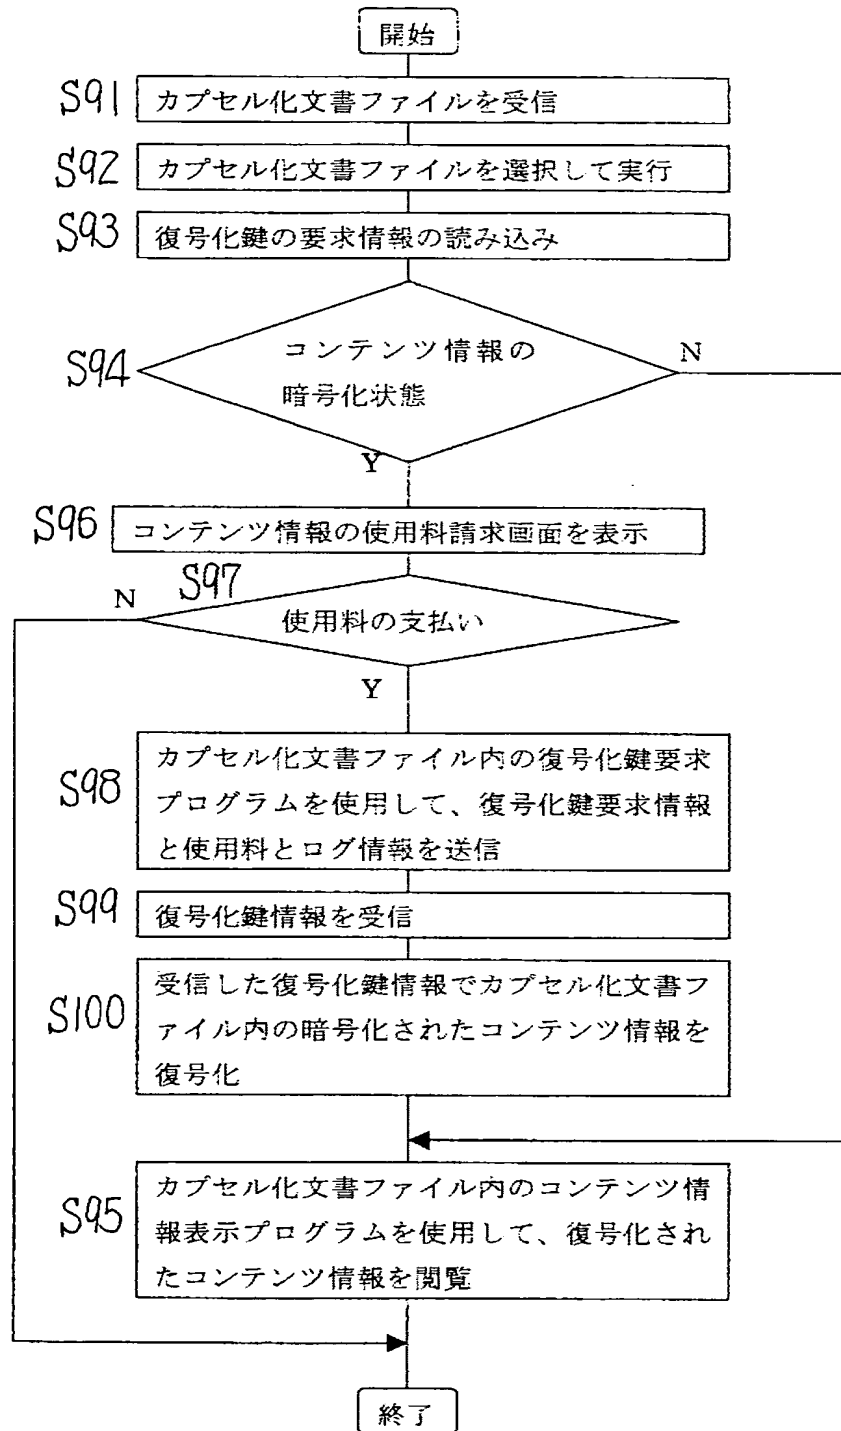 開始
S91
カプセル化文書ファイルを受信
S92
カプセル化文書ファイルを選択して実行
S93
復号化鍵の要求情報の読み込み
S94
コンテンツ情報の
暗号化状態
N
Y
S96
コンテンツ情報の使用料請求画面を表示
S97
N
使用料の支払い
Y
S98
カプセル化文書ファイル内の復号化鍵要求
プログラムを使用して、復号化鍵要求情報
と使用料とログ情報を送信
S99
復号化鍵情報を受信
S100
受信した復号化鍵情報でカプセル化文書フ
ァイル内の暗号化されたコンテンツ情報を
復号化
S95
カプセル化文書ファイル内のコンテンツ情
報表示プログラムを使用して、復号化され
たコンテンツ情報を閲覧
終了